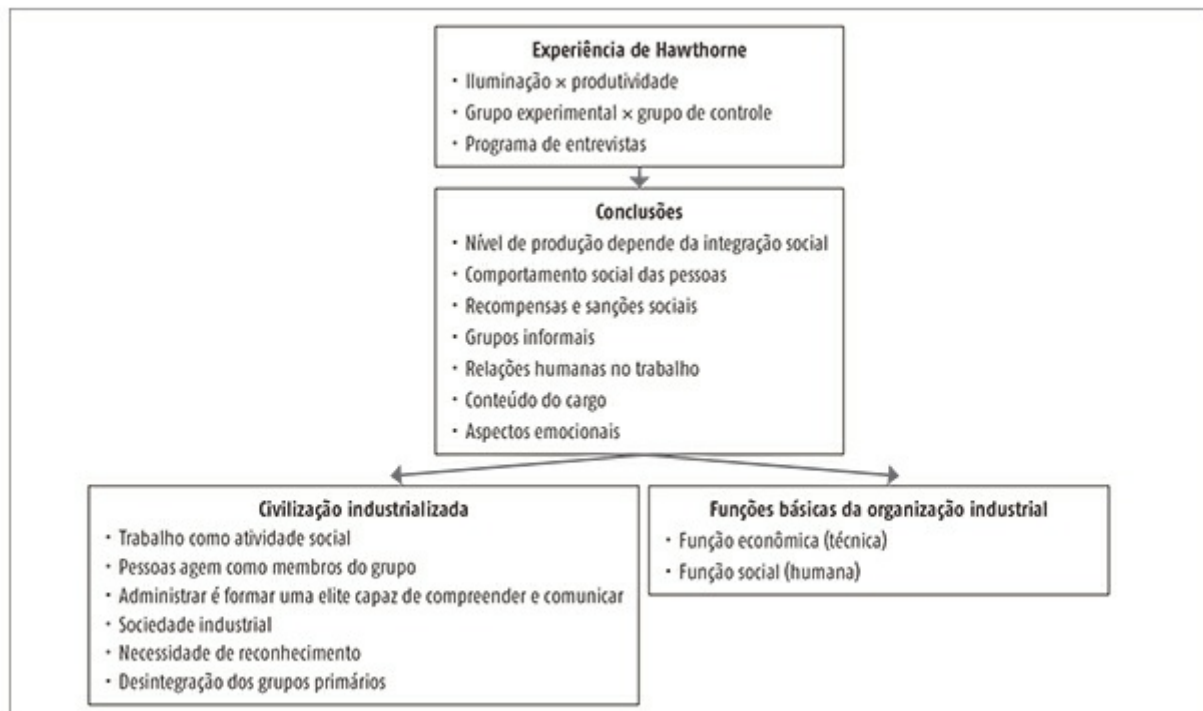 Experiência de Hawthorne
• Iluminação × produtividade
• Grupo experimental × grupo de controle
• Programa de entrevistas
Conclusões
• Nível de produção depende da integração social
• Comportamento social das pessoas
• Recompensas e sanções sociais
• Grupos informais
• Relações humanas no trabalho
• Conteúdo do cargo
• Aspectos emocionais
Civilização industrializada
• Trabalho como atividade social
• Pessoas agem como membros do grupo
• Administrar é formar uma elite capaz de compreender e comunicar
• Sociedade industrial
• Necessidade de reconhecimento
• Desintegração dos grupos primários
Funções básicas da organização industrial
• Função econômica (técnica)
• Função social (humana)